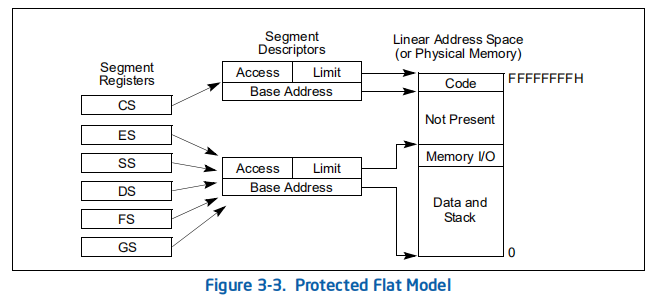 Segment
Registers
CS
ES
SS
DS
FS
GS
Segment
Descriptors
Access Limit
Base Address
Access Limit
Base Address
Linear Address Space
(or Physical Memory)
Code
FFFFFFFFH
Not Present
Memory I/O
Data and
Stack
0
Figure 3-3. Protected Flat Model